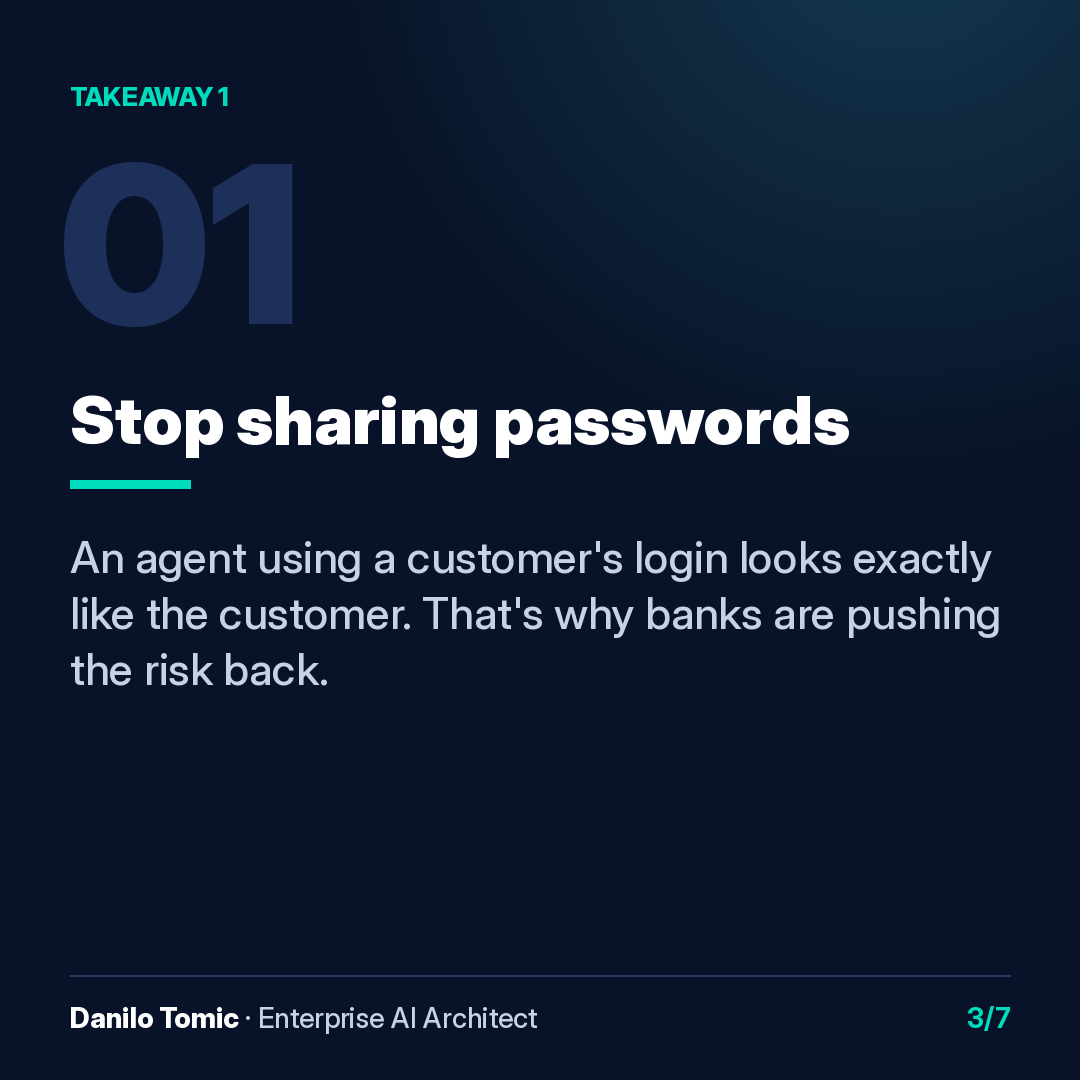 TAKEAWAY 1
01
Stop sharing passwords
An agent using a customer's login looks exactly
like the customer. That's why banks are pushing
the risk back.
Danilo Tomic · Enterprise AI Architect
3/7